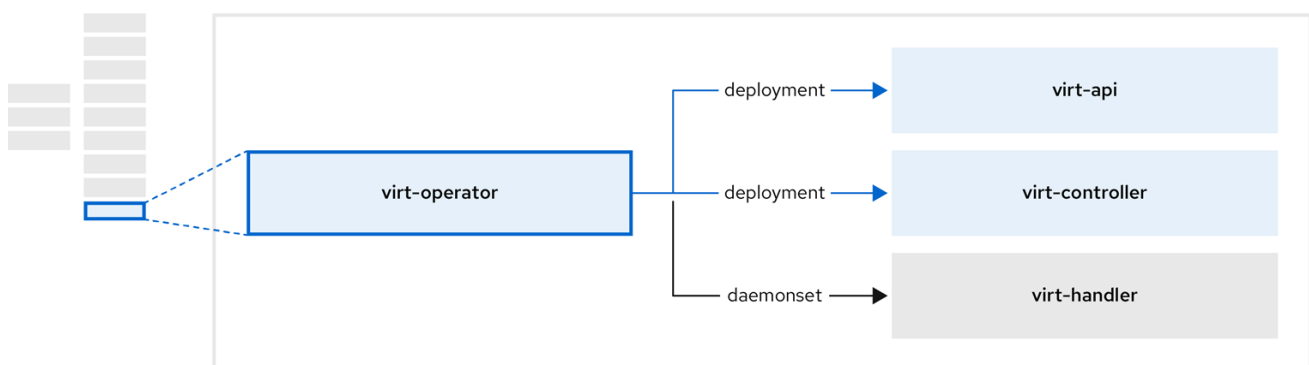 deployment
virt-api
virt-operator
deployment
virt-controller
daemonset
virt-handler